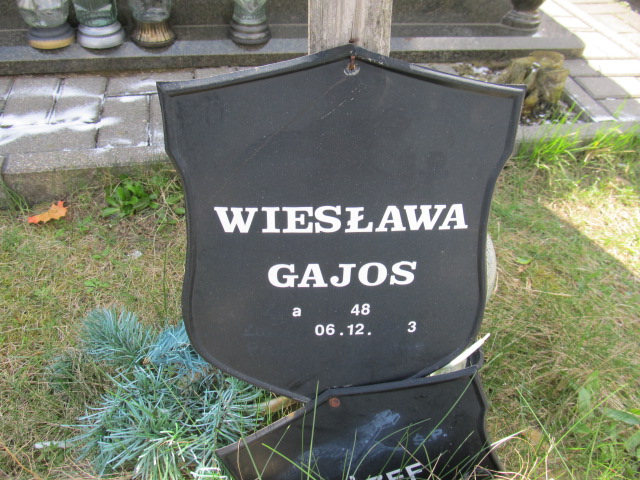 WIESŁAWA
GAJOS
a 48
06.12. 3